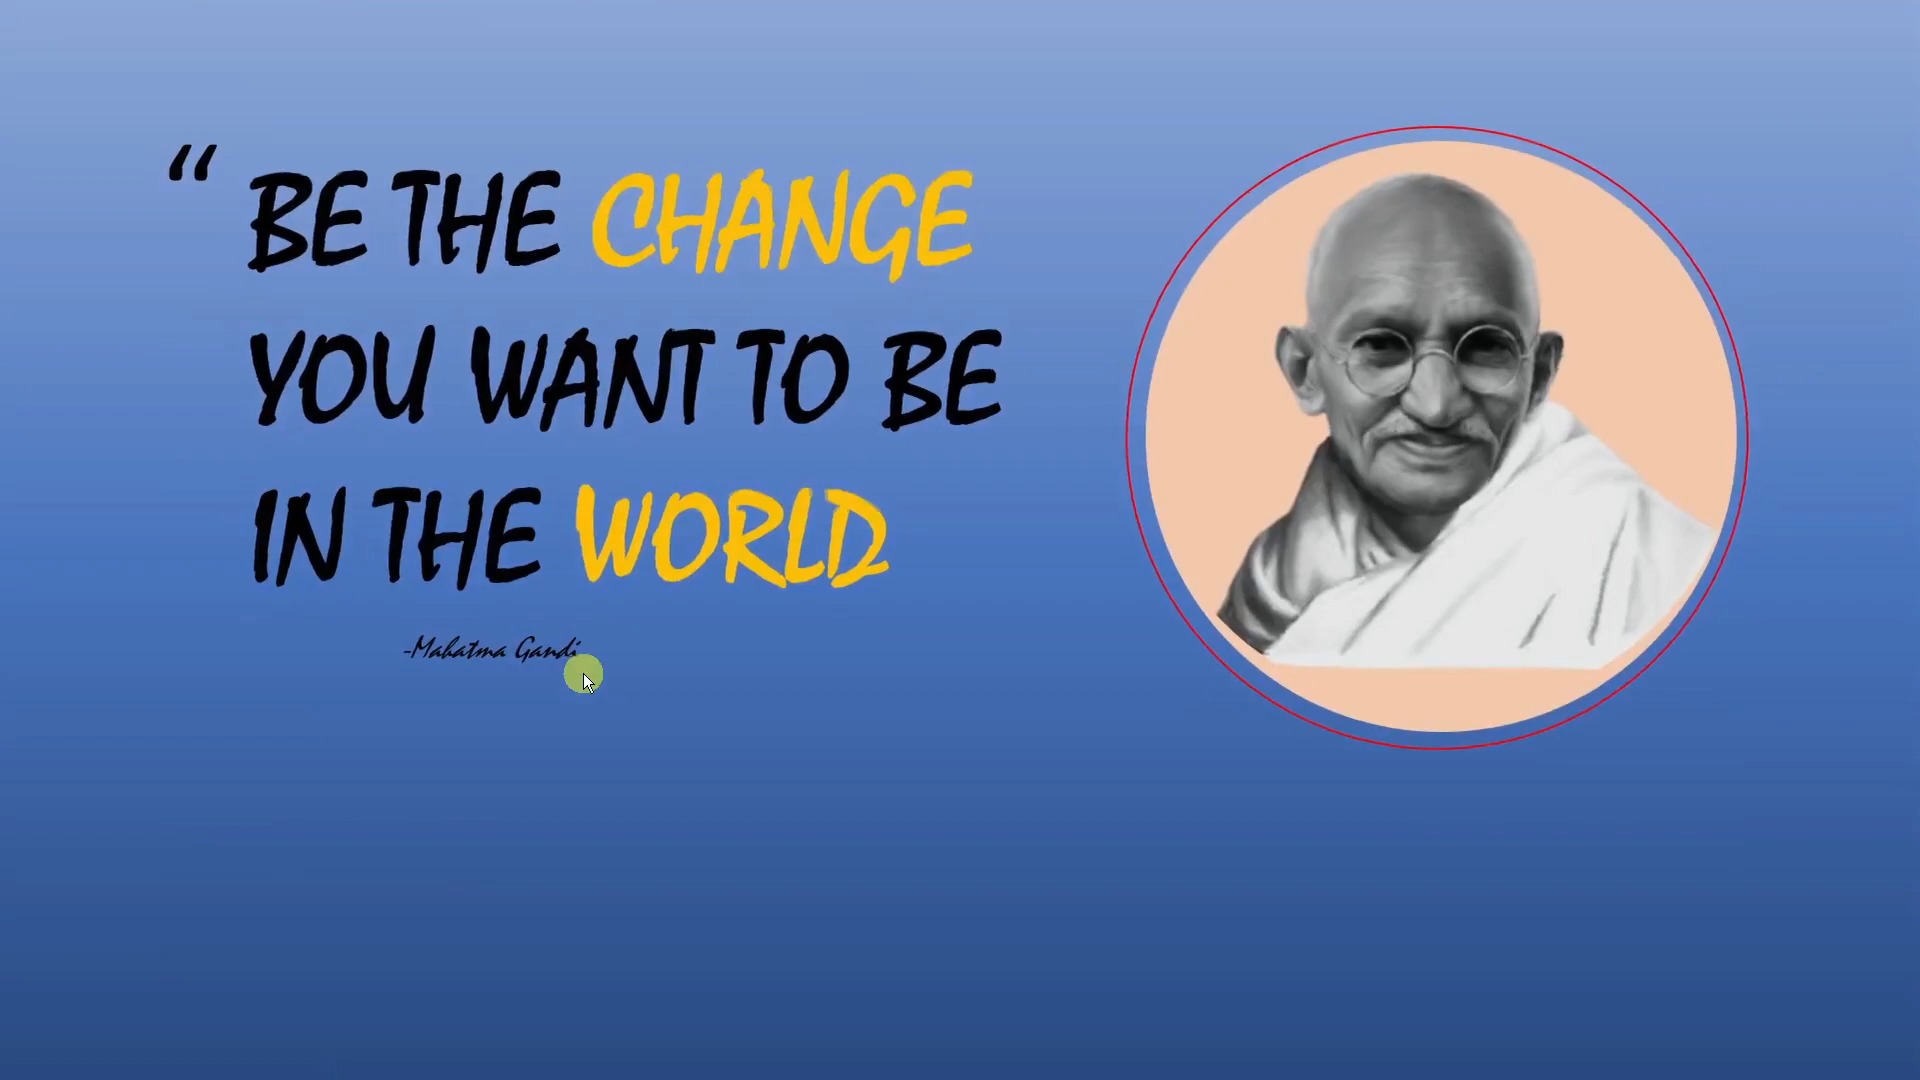 “ BE THE CHANGE
YOU WANT TO BE
IN THE WORLD
-Mahatma Gandi